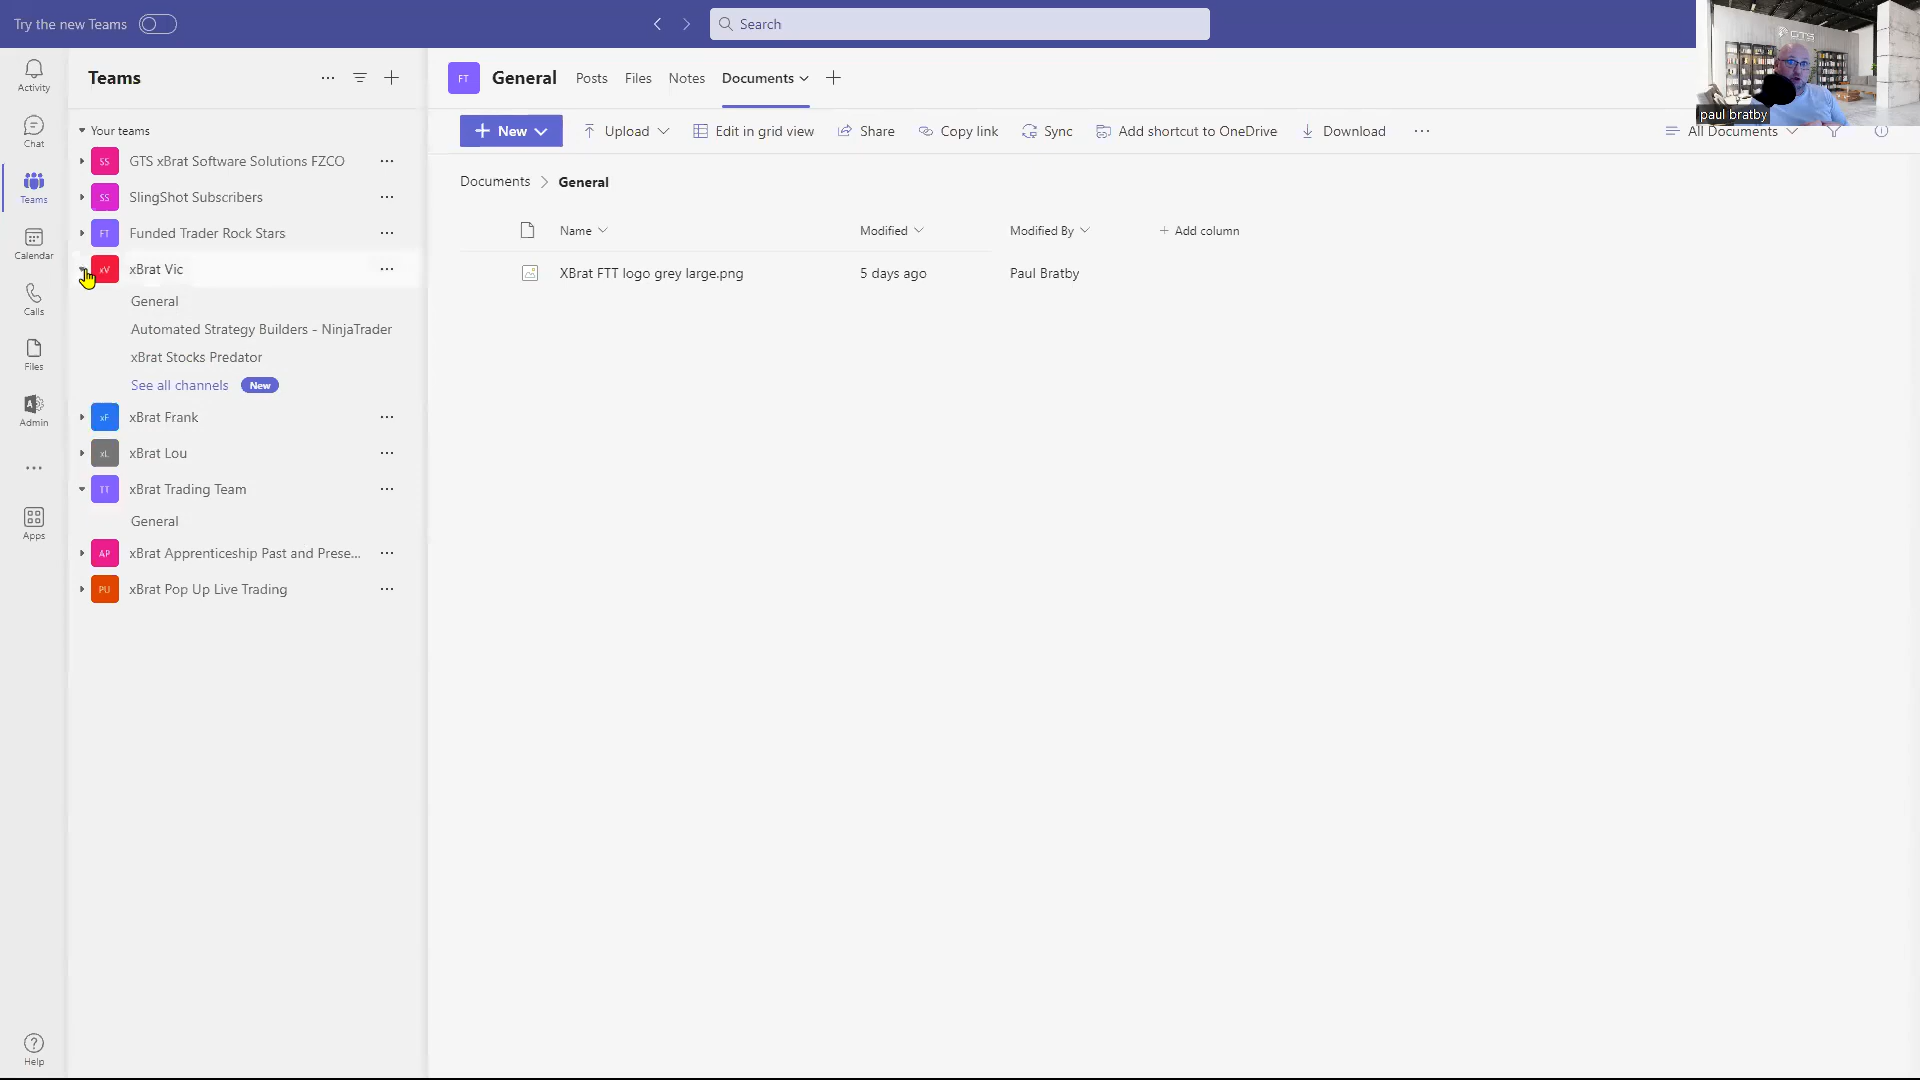 Try the new Teams
Search
GTS
paul bratby
Activity
Chat
Teams
Calendar
Calls
Files
Admin
Apps
Help
Teams
Your teams
SS GTS xBrat Software Solutions FZCO
SS SlingShot Subscribers
FT Funded Trader Rock Stars
xV xBrat Vic
General
Automated Strategy Builders - NinjaTrader
xBrat Stocks Predator
See all channels New
xF xBrat Frank
xL xBrat Lou
TT xBrat Trading Team
General
AP xBrat Apprenticeship Past and Prese...
PU xBrat Pop Up Live Trading
FT General Posts Files Notes Documents
New Upload Edit in grid view Share Copy link Sync Add shortcut to OneDrive Download All Documents
Documents > General
Name Modified Modified By + Add column
XBrat FTT logo grey large.png 5 days ago Paul Bratby